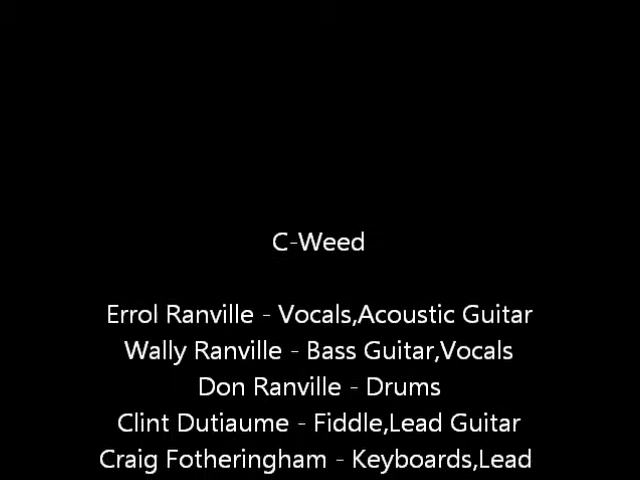 C-Weed
Errol Ranville - Vocals,Acoustic Guitar
Wally Ranville - Bass Guitar,Vocals
Don Ranville - Drums
Clint Dutiaume - Fiddle,Lead Guitar
Craig Fotheringham - Keyboards,Lead